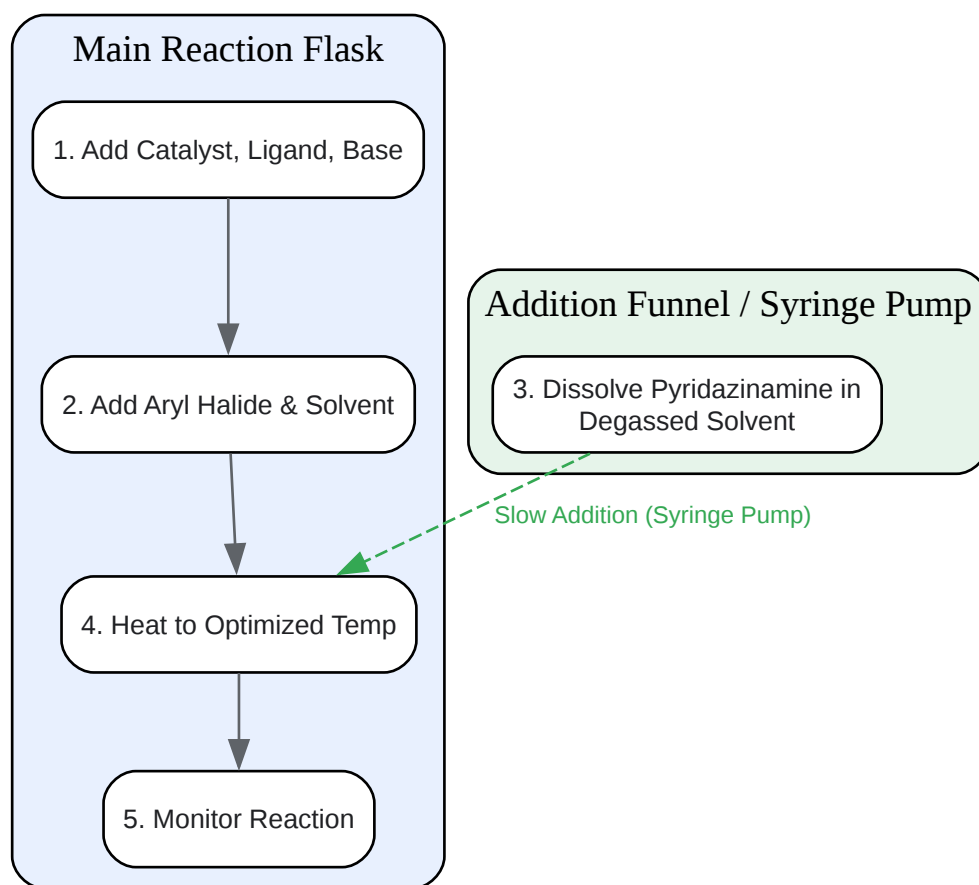 Main Reaction Flask
1. Add Catalyst, Ligand, Base
2. Add Aryl Halide & Solvent
Addition Funnel / Syringe Pump
3. Dissolve Pyridazinamine in
Degassed Solvent
Slow Addition (Syringe Pump)
4. Heat to Optimized Temp
5. Monitor Reaction